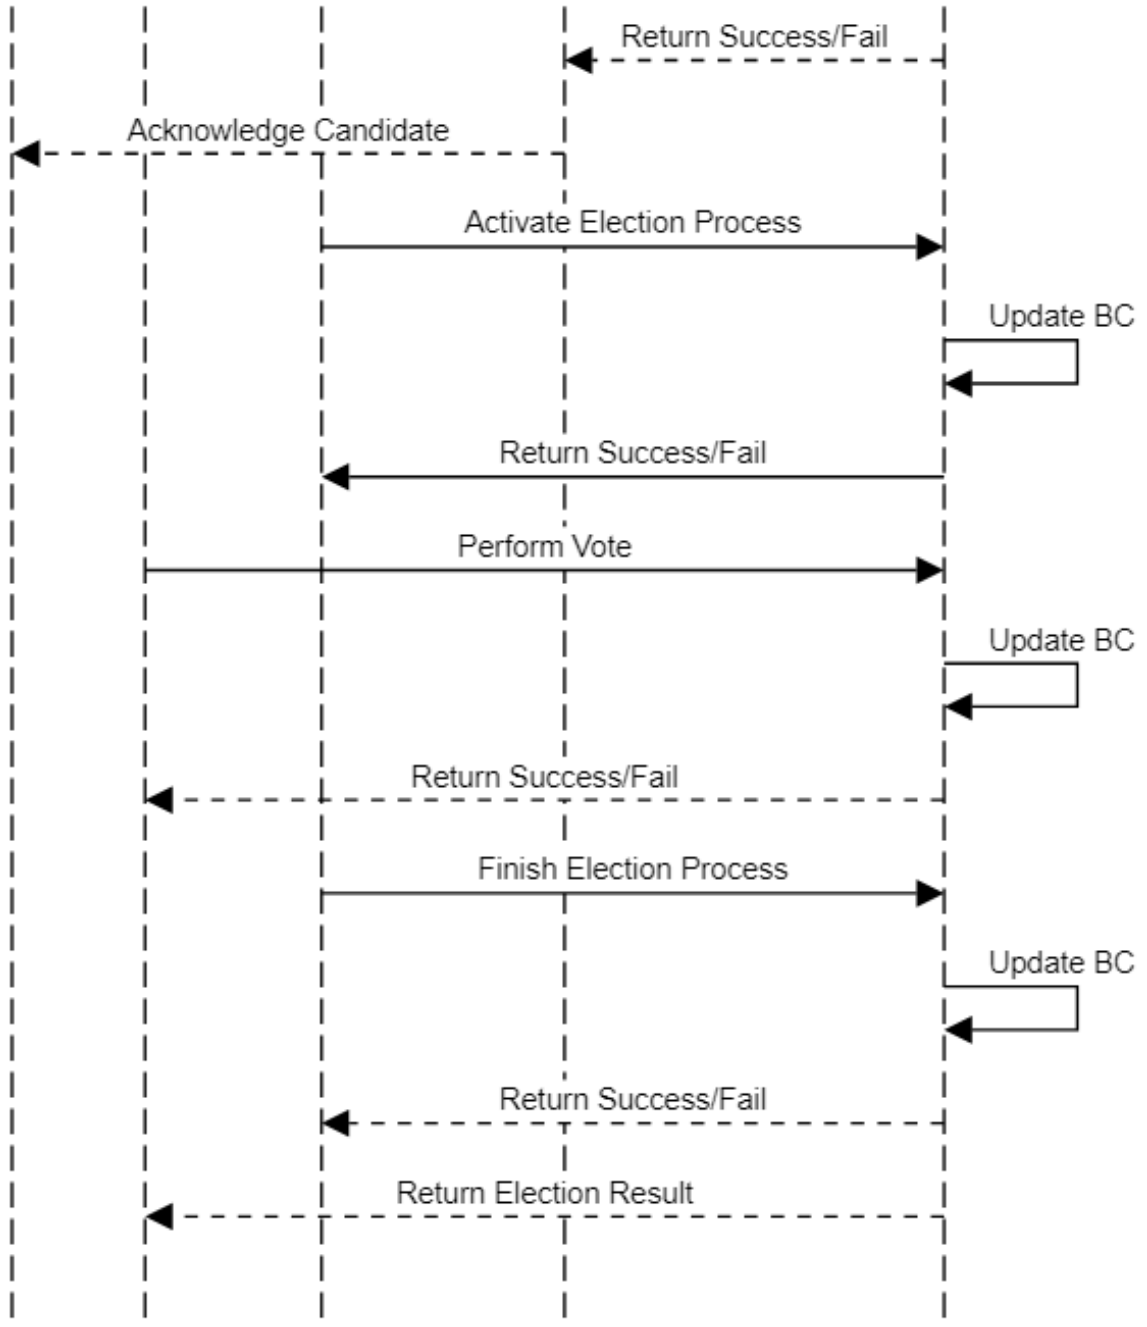 Return Success/Fail
Acknowledge Candidate
Activate Election Process
Update BC
Return Success/Fail
Perform Vote
Update BC
Return Success/Fail
Finish Election Process
Update BC
Return Success/Fail
Return Election Result